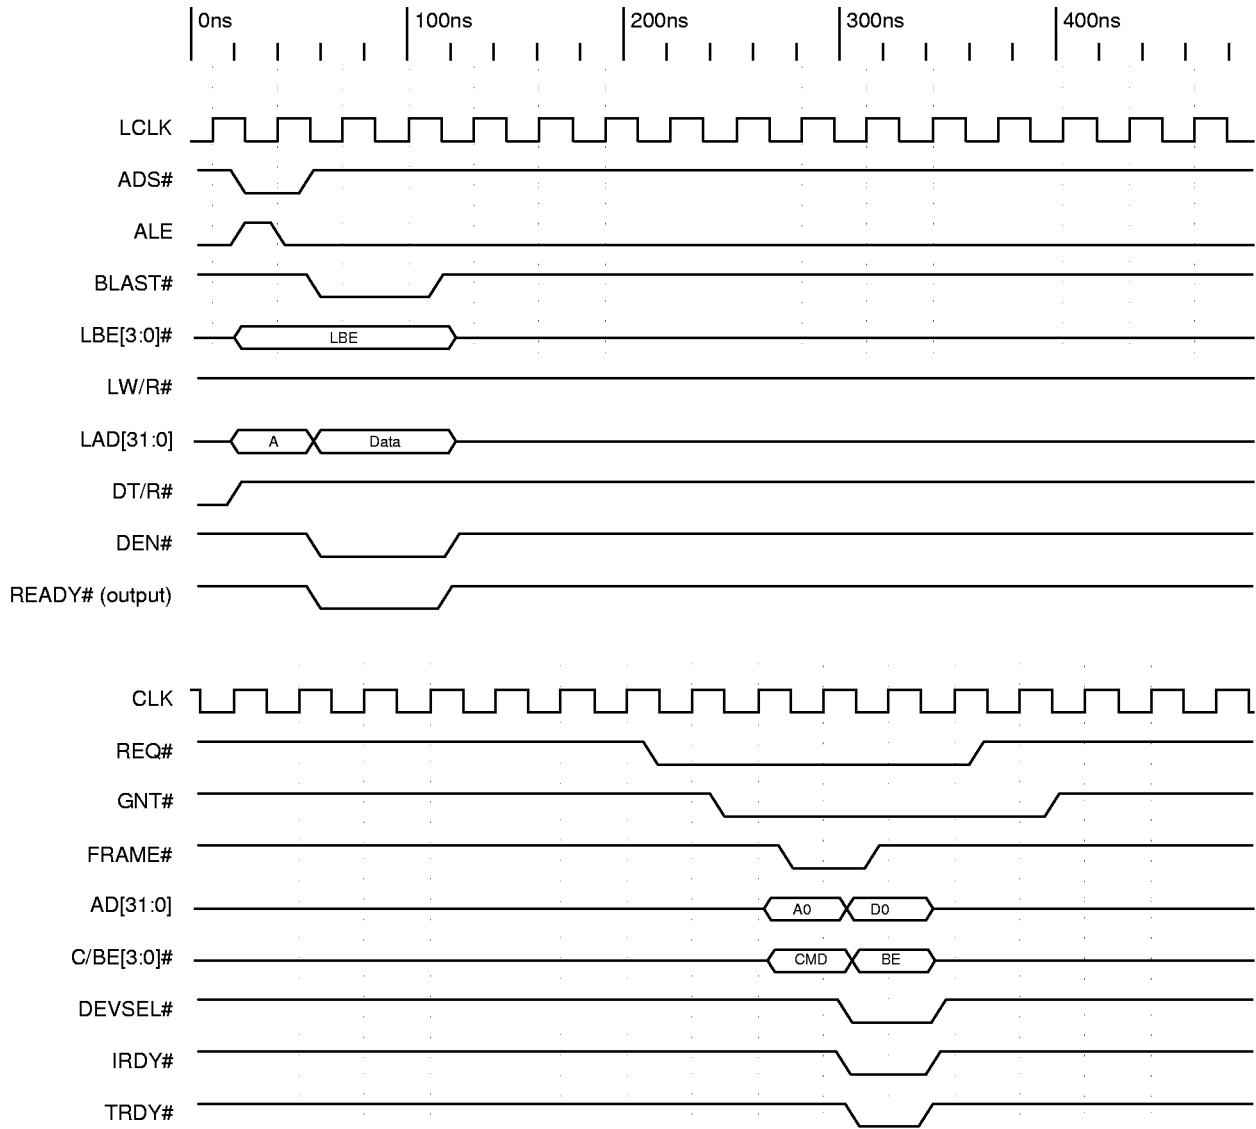 0ns 100ns 200ns 300ns 400ns
LCLK
ADS#
ALE
BLAST#
LBE[3:0]# LBE
LW/R#
LAD[31:0] A Data
DT/R#
DEN#
READY# (output)
CLK
REQ#
GNT#
FRAME#
AD[31:0] A0 D0
C/BE[3:0]# CMD BE
DEVSEL#
IRDY#
TRDY#